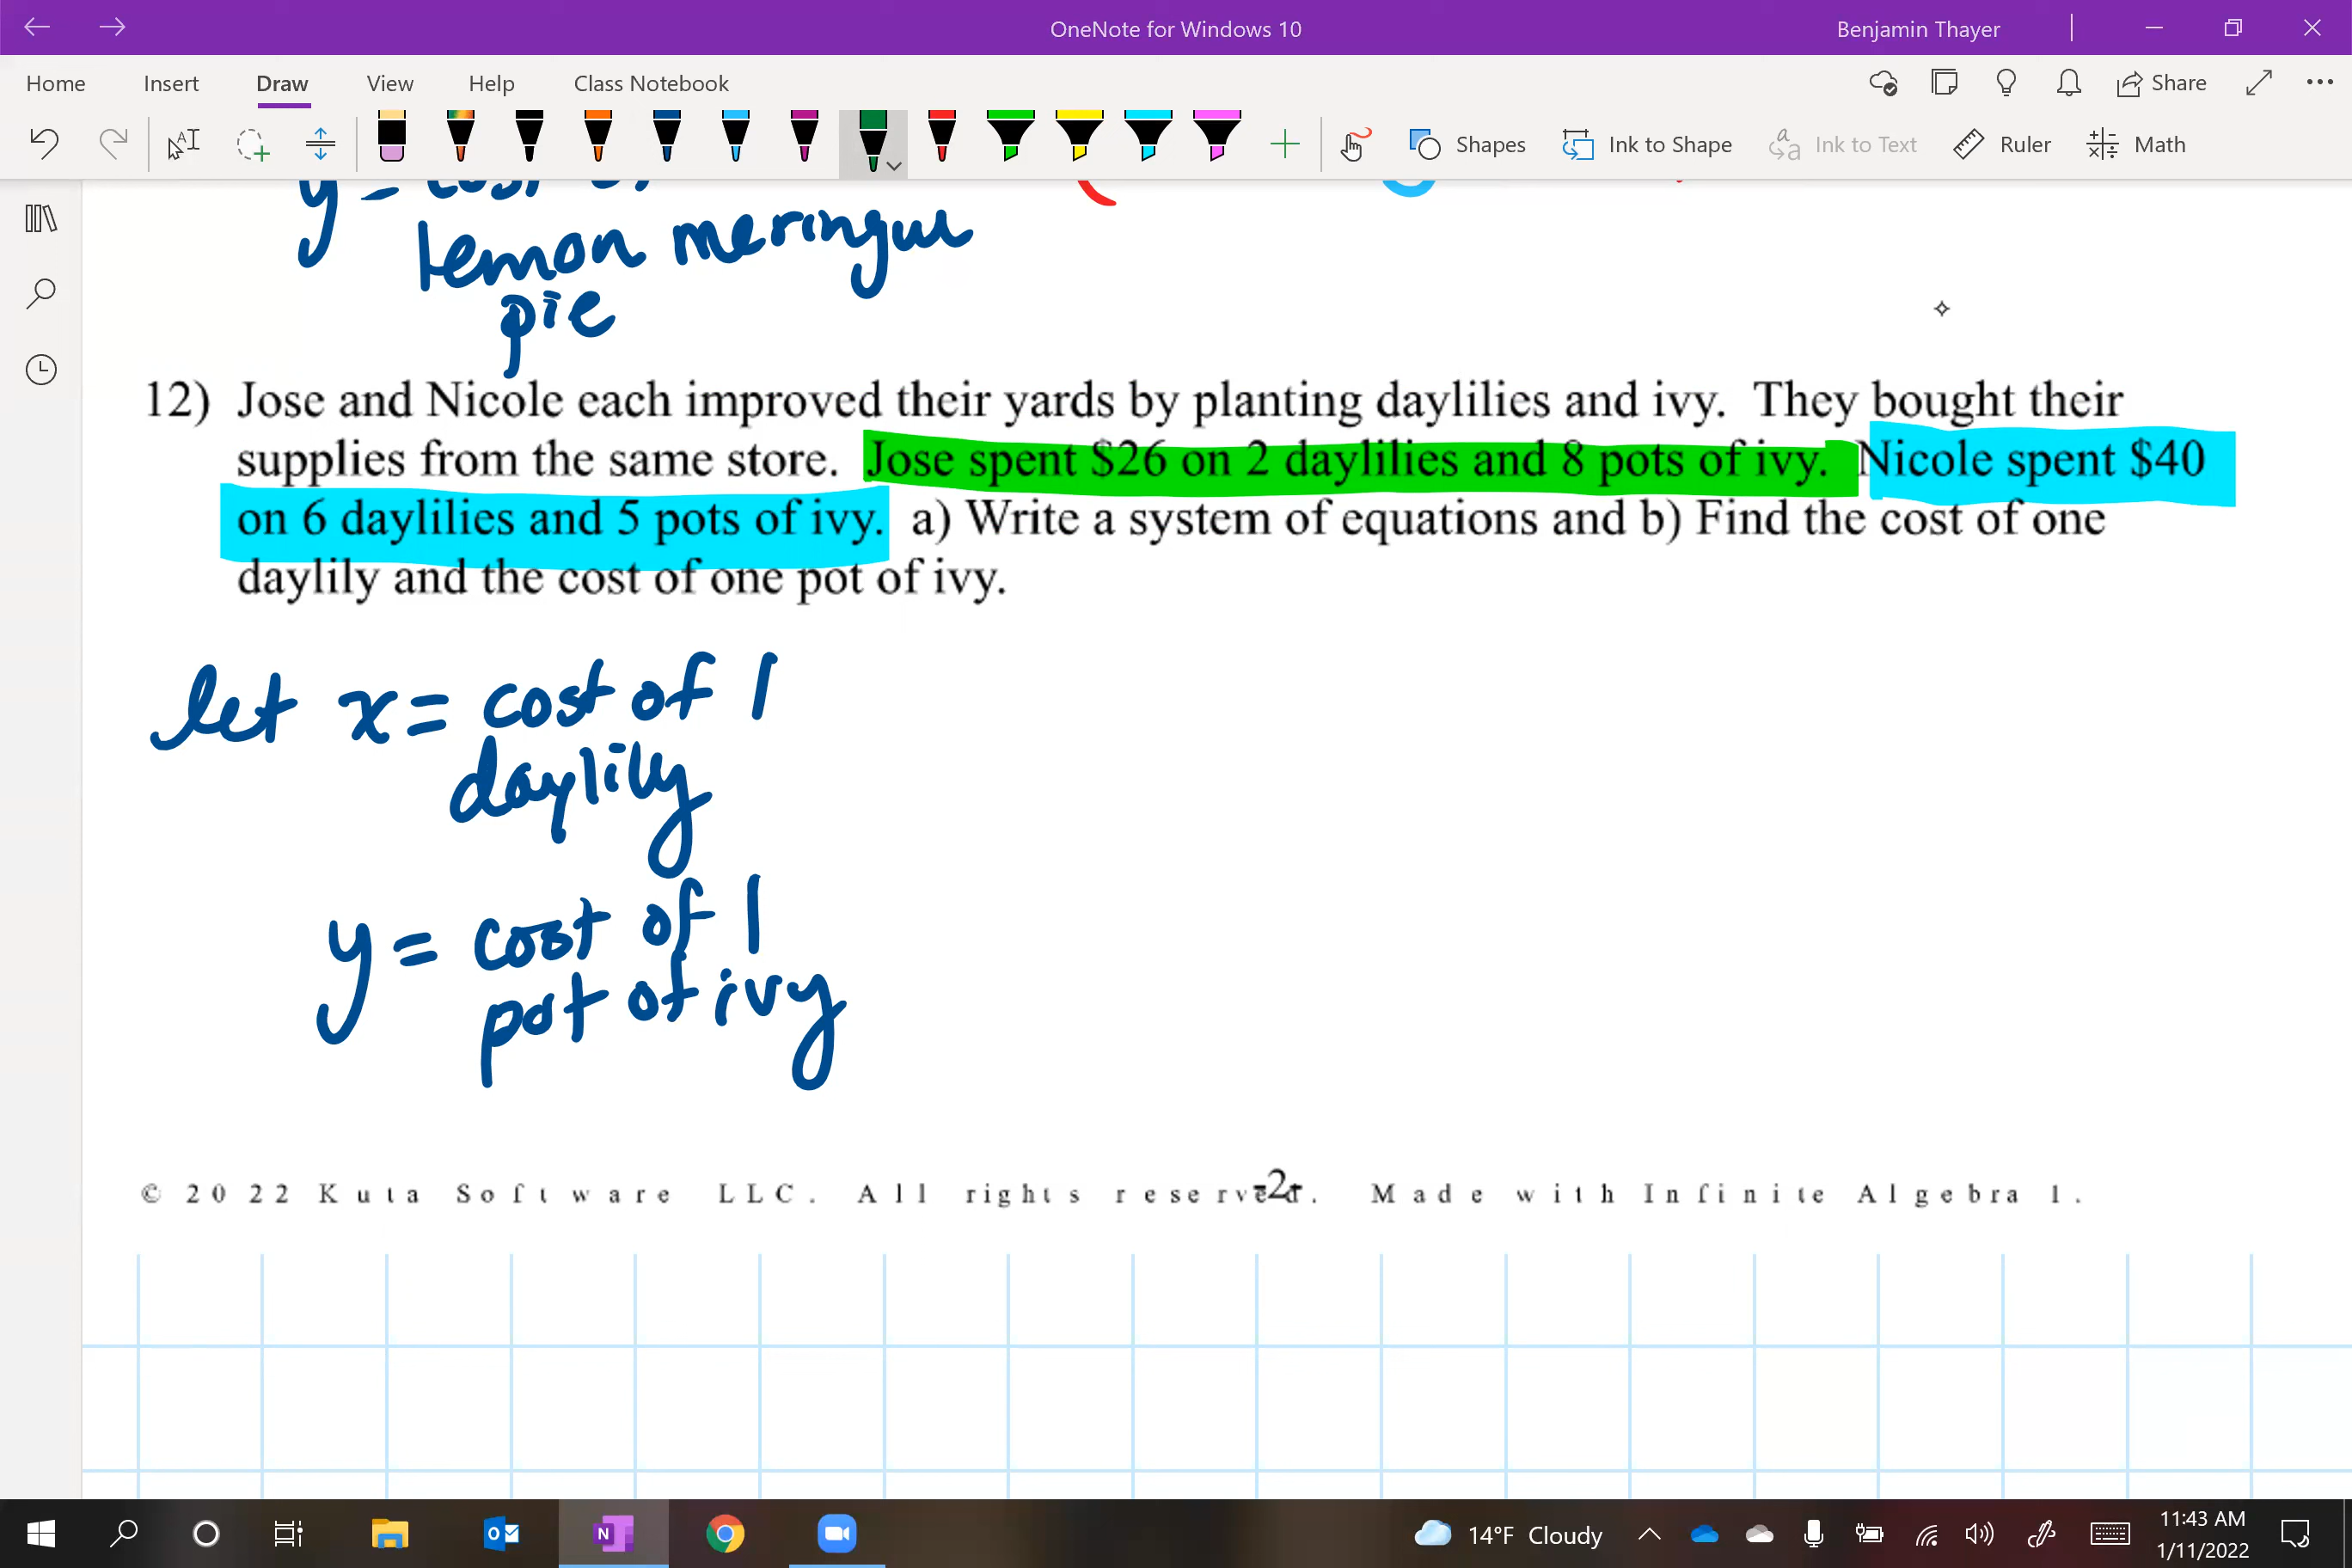 OneNote for Windows 10
Benjamin Thayer
Home Insert Draw View Help Class Notebook
Share
Shapes Ink to Shape Ink to Text Ruler Math
y = cost of
lemon meringue
pie
12) Jose and Nicole each improved their yards by planting daylilies and ivy. They bought their
supplies from the same store. Jose spent $26 on 2 daylilies and 8 pots of ivy. Nicole spent $40
on 6 daylilies and 5 pots of ivy. a) Write a system of equations and b) Find the cost of one
daylily and the cost of one pot of ivy.
let x = cost of 1
daylily
y = cost of 1
pot of ivy
© 2022 Kuta Software LLC. All rights reserved. Made with Infinite Algebra 1.
-2-
14°F Cloudy
11:43 AM
1/11/2022